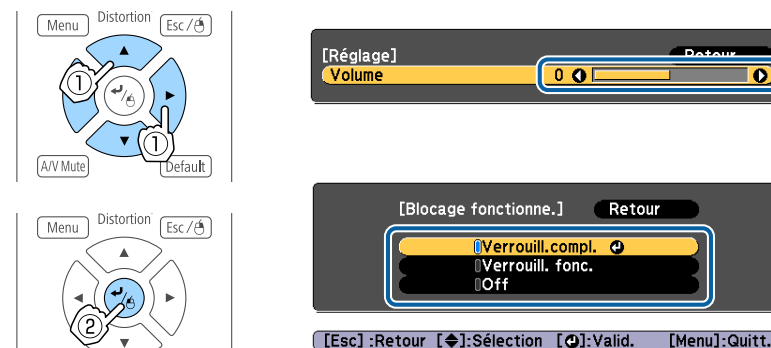 Menu Distortion Esc/
①
①
A/V Mute Default
[Réglage] Retour
Volume 0
Menu Distortion Esc/
②
[Blocage fonctionne.] Retour
Verrouill.compl.
Verrouill. fonc.
Off
[Esc] :Retour [ ]:Sélection [ ]:Valid. [Menu]:Quitt.